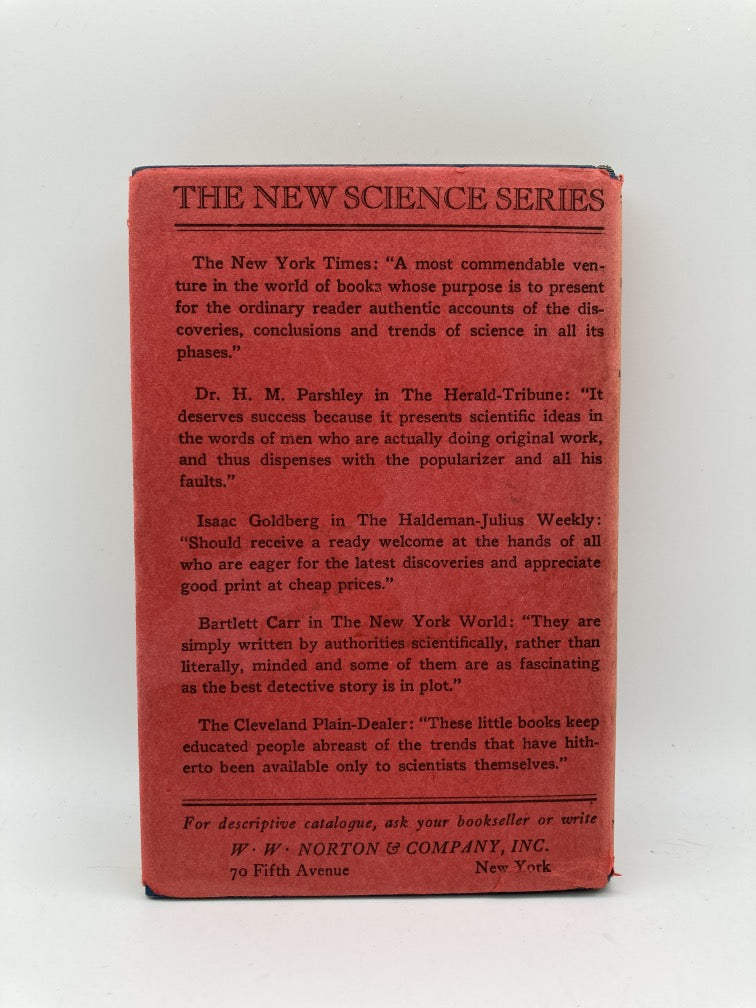 THE NEW SCIENCE SERIES
The New York Times: "A most commendable ven-
ture in the world of books whose purpose is to present
for the ordinary reader authentic accounts of the dis-
coveries, conclusions and trends of science in all its
phases."
Dr. H. M. Parshley in The Herald-Tribune: "It
deserves success because it presents scientific ideas in
the words of men who are actually doing original work,
and thus dispenses with the popularizer and all his
faults."
Isaac Goldberg in The Haldeman-Julius Weekly:
"Should receive a ready welcome at the hands of all
who are eager for the latest discoveries and appreciate
good print at cheap prices."
Bartlett Carr in The New York World: "They are
simply written by authorities scientifically, rather than
literally, minded and some of them are as fascinating
as the best detective story is in plot."
The Cleveland Plain-Dealer: "These little books keep
educated people abreast of the trends that have hith-
erto been available only to scientists themselves."
For descriptive catalogue, ask your bookseller or write
W · W · NORTON & COMPANY, INC.
70 Fifth Avenue New York